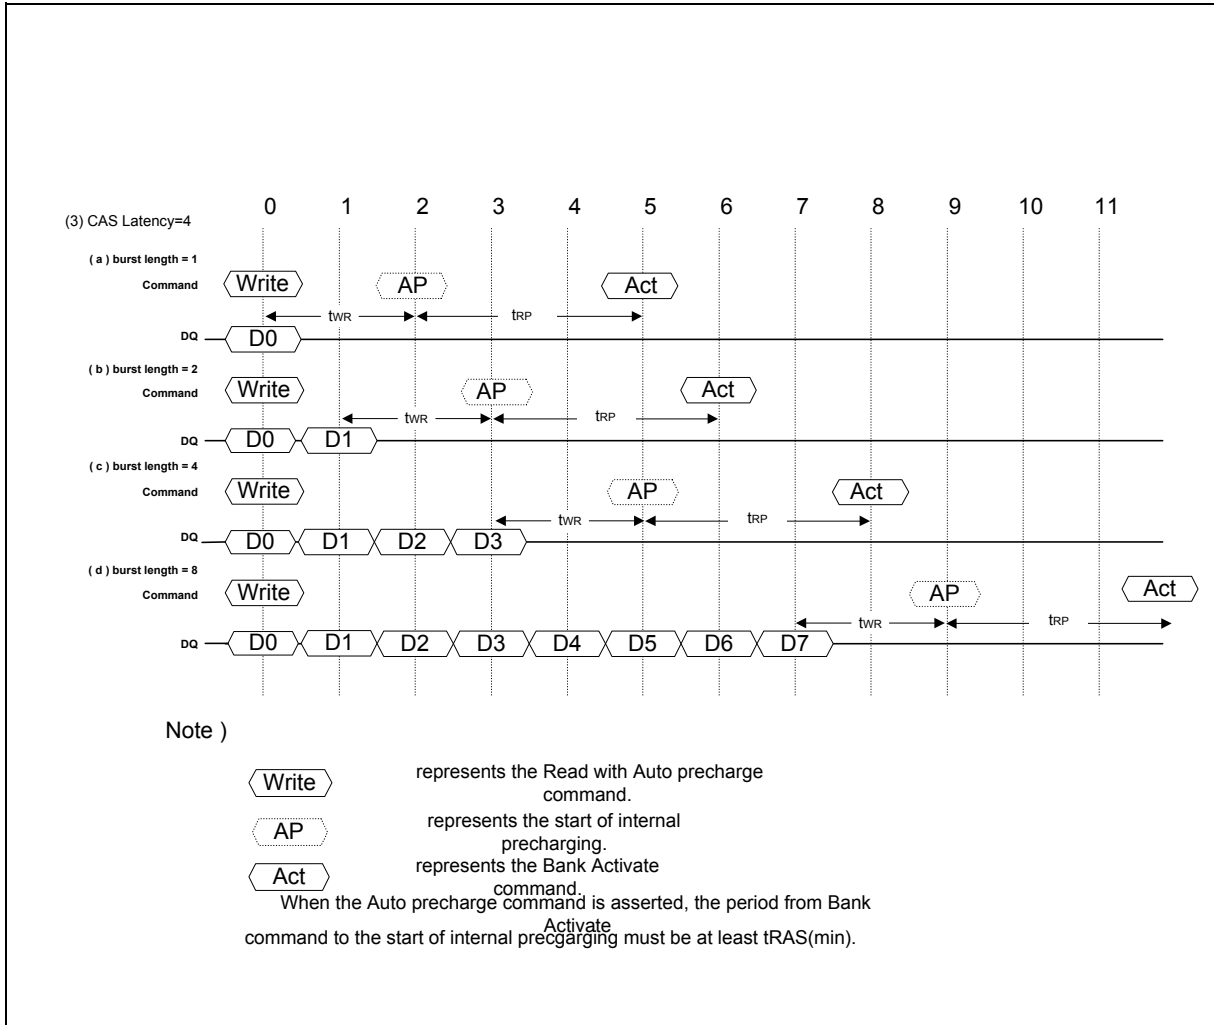 0 1 2 3 4 5 6 7 8 9 10 11
(3) CAS Latency=4
( a ) burst length = 1
Command Write AP Act
tWR tRP
DQ D0
( b ) burst length = 2
Command Write AP Act
tWR tRP
DQ D0 D1
( c ) burst length = 4
Command Write AP Act
tWR tRP
DQ D0 D1 D2 D3
( d ) burst length = 8
Command Write AP Act
tWR tRP
DQ D0 D1 D2 D3 D4 D5 D6 D7
Note )
Write represents the Read with Auto precharge
command.
AP represents the start of internal
precharging.
Act represents the Bank Activate
command.
When the Auto precharge command is asserted, the period from Bank
Activate
command to the start of internal precgarging must be at least tRAS(min).